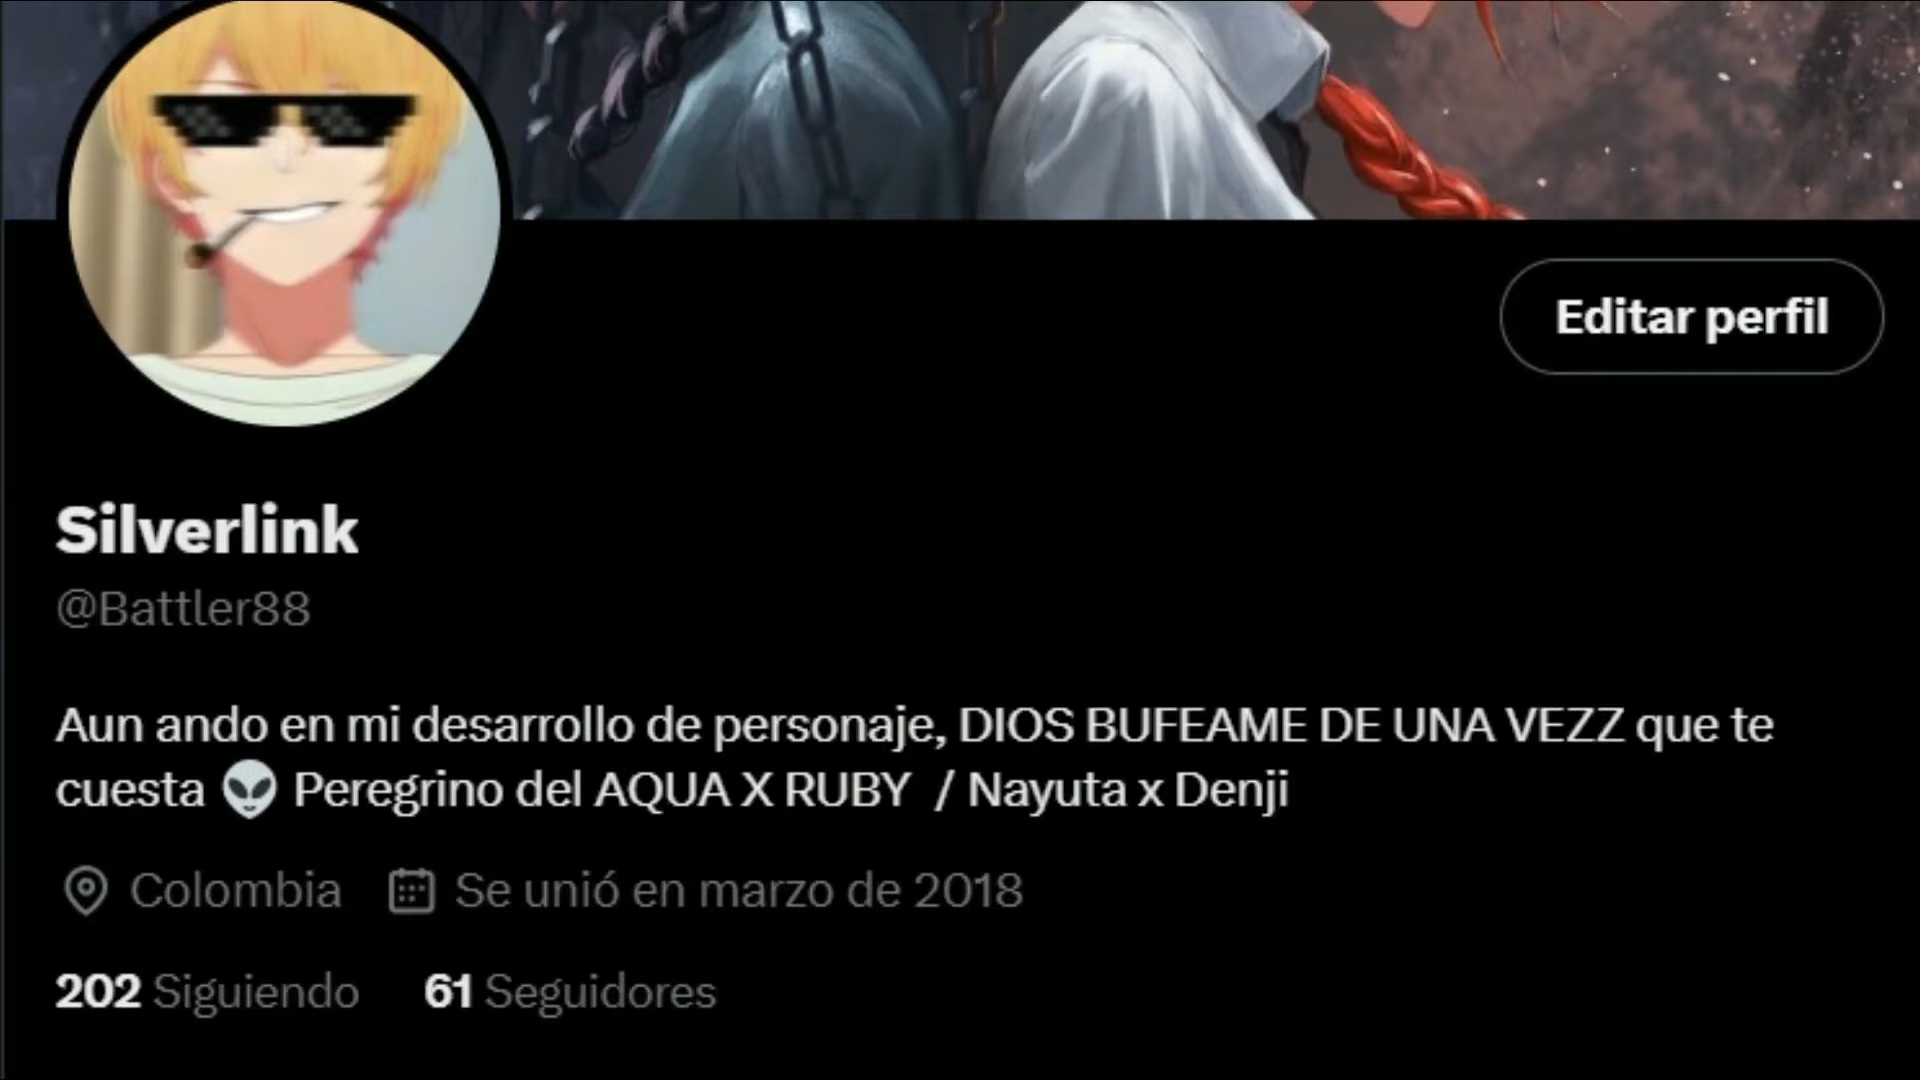 Editar perfil
Silverlink
@Battler88
Aun ando en mi desarrollo de personaje, DIOS BUFEAME DE UNA VEZZ que te
cuesta 👽 Peregrino del AQUA X RUBY / Nayuta x Denji
Colombia Se unió en marzo de 2018
202 Siguiendo 61 Seguidores